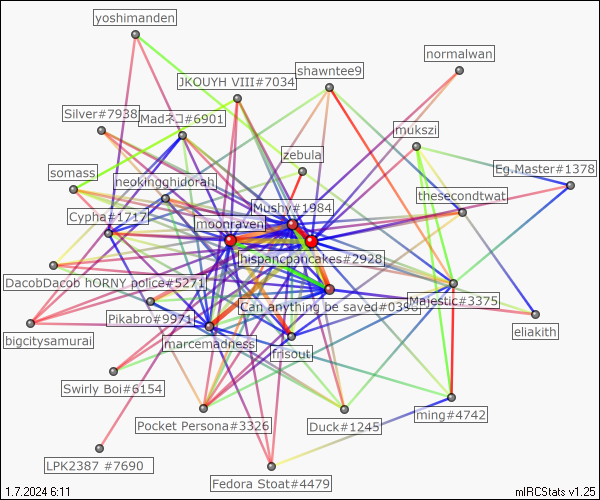 yoshimanden
normalwan
shawntee9
JKOUYH VIII#7034
Silver#7938
Madネコ#6901
mukszi
zebula
Eg.Master#1378
somass
neokingghidorah
thesecondtwat
Cypha#1717
Mushy#1984
moonraven
hispancpancakes#2928
DacobDacob hORNY police#5271
Can anything be saved#0396
Majestic#3375
Pikabro#9971
eliakith
bigcitysamurai
marcemadness
frisout
Swirly Boi#6154
ming#4742
Pocket Persona#3326
Duck#1245
LPK2387 #7690
Fedora Stoat#4479
1.7.2024 6:11
mIRCStats v1.25